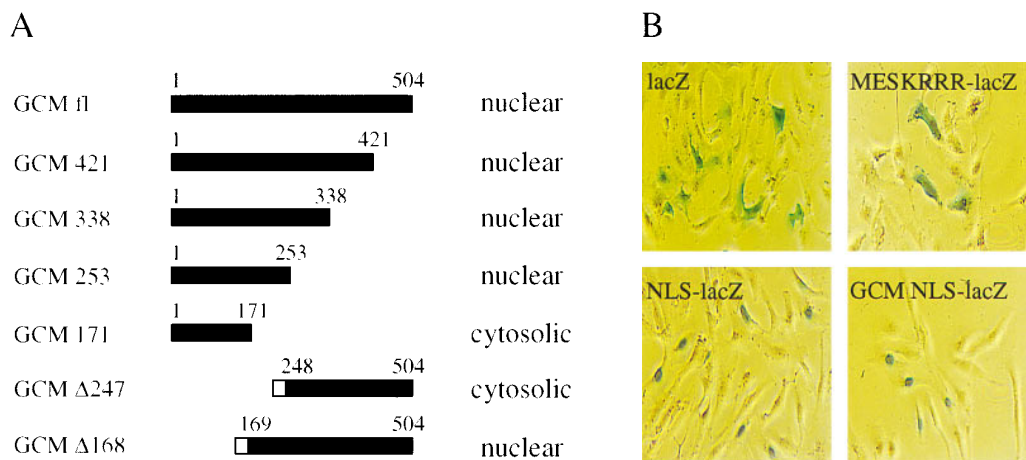 A
B
1 504
GCM fl nuclear
1 421
GCM 421 nuclear
1 338
GCM 338 nuclear
1 253
GCM 253 nuclear
1 171
GCM 171 cytosolic
248 504
GCM Δ247 cytosolic
169 504
GCM Δ168 nuclear
lacZ
MESKRRR-lacZ
NLS-lacZ
GCM NLS-lacZ